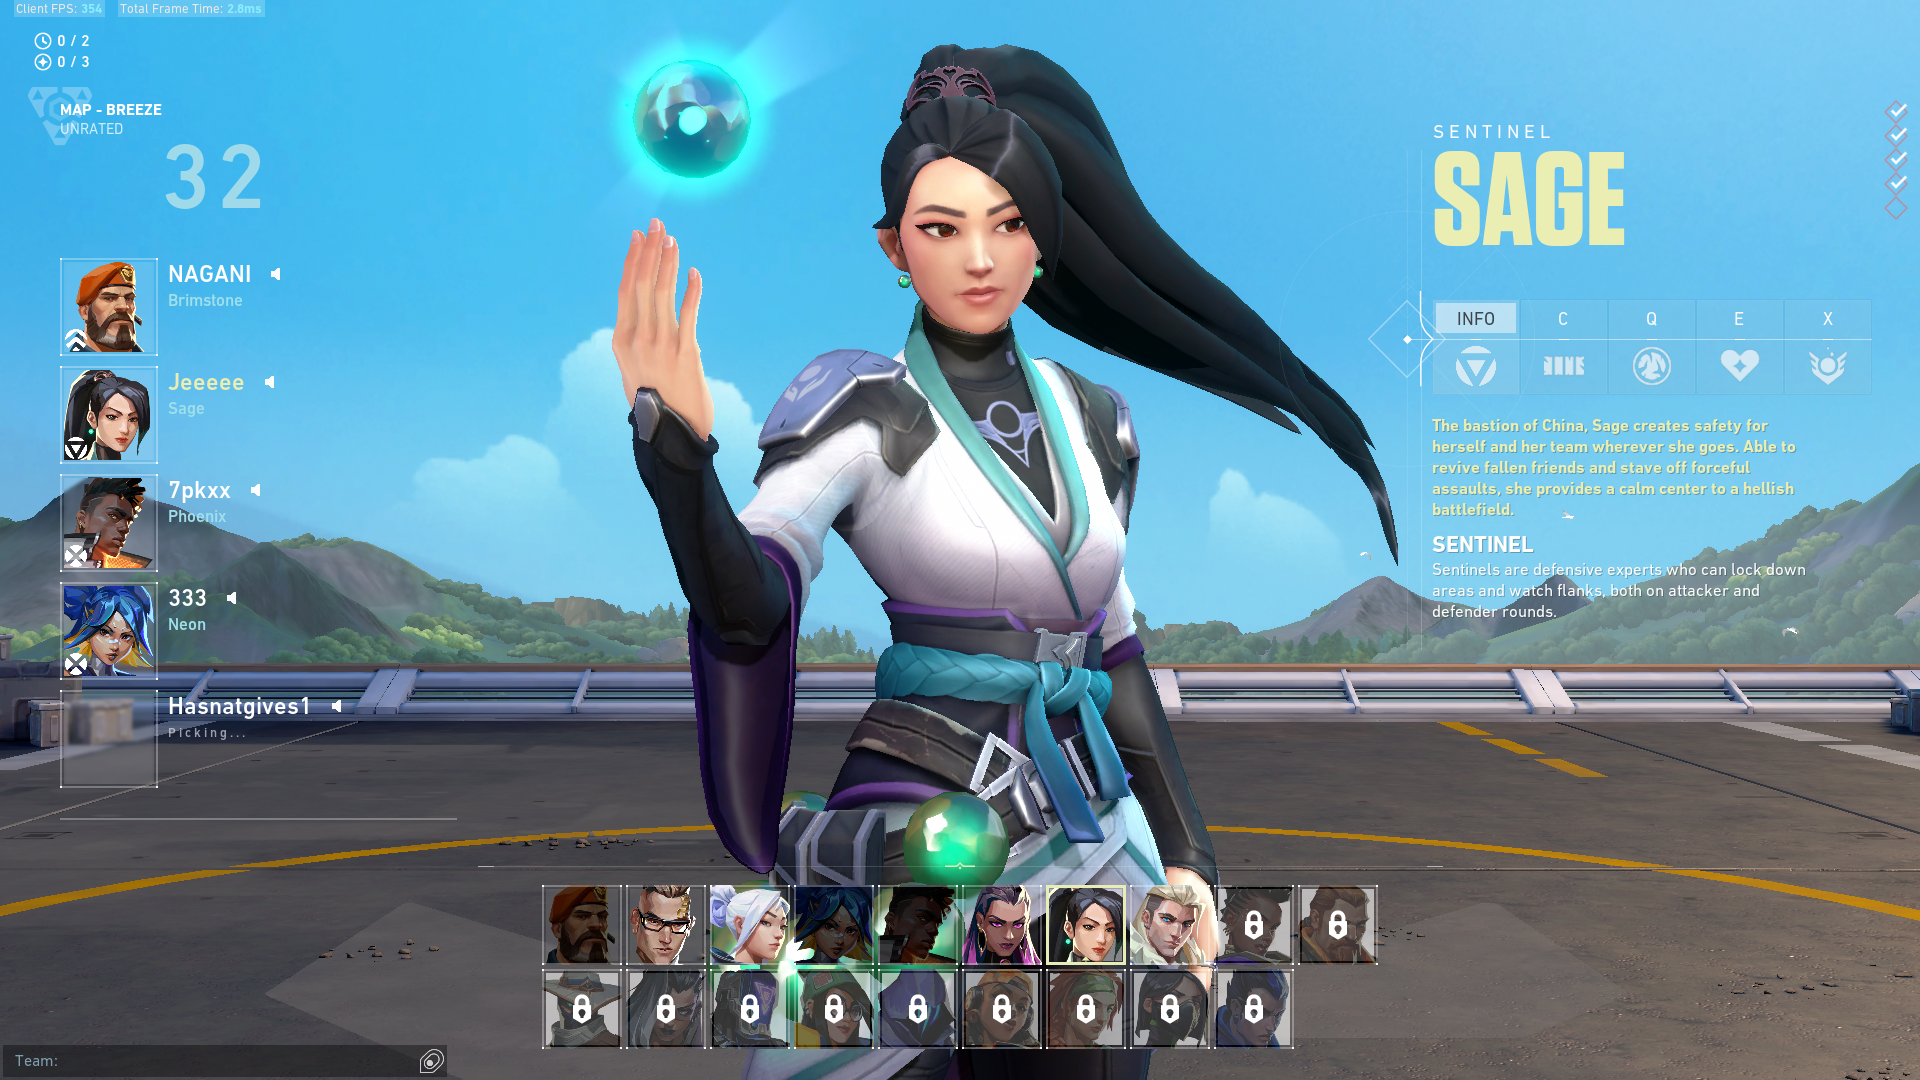 Client FPS: 354 Total Frame Time: 2.8ms
0 / 2
0 / 3
MAP - BREEZE
UNRATED
32
NAGANI
Brimstone
Jeeeee
Sage
7pkxx
Phoenix
333
Neon
Hasnatgives1
Picking...
SENTINEL
SAGE
INFO C Q E X
The bastion of China, Sage creates safety for
herself and her team wherever she goes. Able to
revive fallen friends and stave off forceful
assaults, she provides a calm center to a hellish
battlefield.
SENTINEL
Sentinels are defensive experts who can lock down
areas and watch flanks, both on attacker and
defender rounds.
Team: